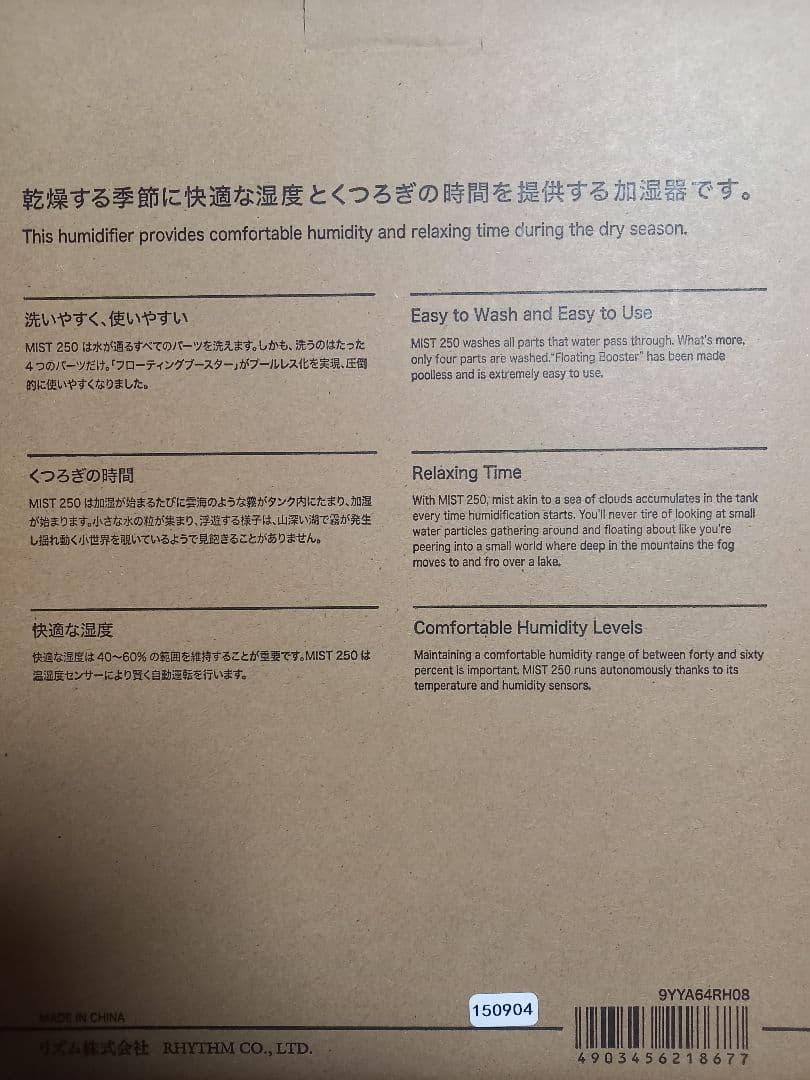 乾燥する季節に快適な湿度とくつろぎの時間を提供する加湿器です。
This humidifier provides comfortable humidity and relaxing time during the dry season.
洗いやすく、使いやすい
MIST 250 は水が通るすべてのパーツを洗えます。しかも、洗うのはたった
4つのパーツだけ。「フローティングブースター」がプールレス化を実現、圧倒
的に使いやすくなりました。
Easy to Wash and Easy to Use
MIST 250 washes all parts that water pass through. What's more,
only four parts are washed."Floating Booster" has been made
poolless and is extremely easy to use.
くつろぎの時間
MIST 250 は加湿が始まるたびに雲海のような霧がタンク内にたまり、加湿
が始まります。小さな水の粒が集まり、浮遊する様子は、山深い湖で霧が発生
し揺れ動く小世界を覗いているようで見飽きることがありません。
Relaxing Time
With MIST 250, mist akin to a sea of clouds accumulates in the tank
every time humidification starts. You'll never tire of looking at small
water particles gathering around and floating about like you're
peering into a small world where deep in the mountains the fog
moves to and fro over a lake.
快適な湿度
快適な湿度は 40〜60% の範囲を維持することが重要です。MIST 250 は
温湿度センサーにより賢く自動運転を行います。
Comfortable Humidity Levels
Maintaining a comfortable humidity range of between forty and sixty
percent is important. MIST 250 runs autonomously thanks to its
temperature and humidity sensors.
MADE IN CHINA
リズム株式会社 RHYTHM CO., LTD.
150904
9YYA64RH08
4903456218677